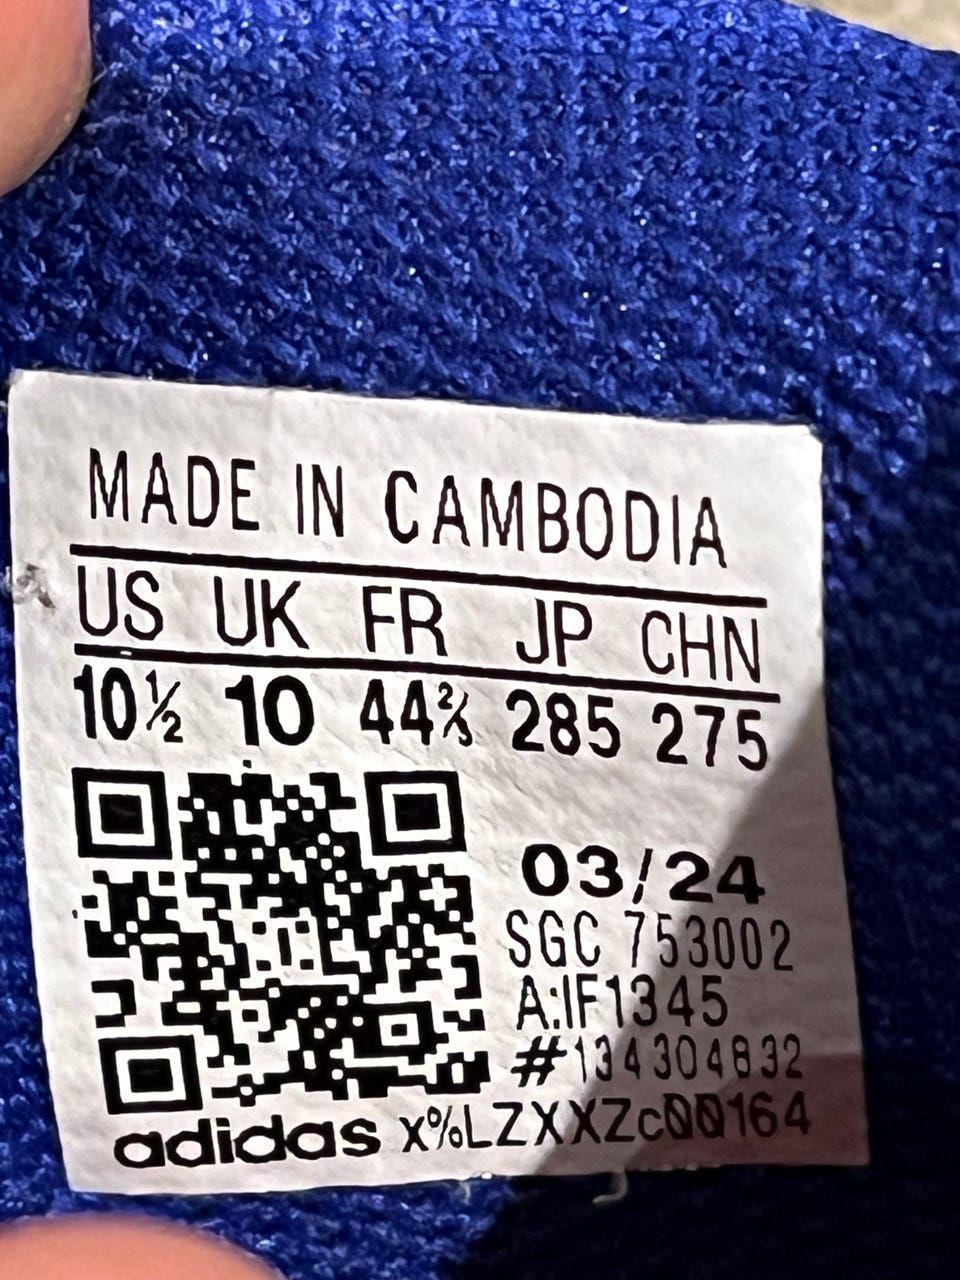 MADE IN CAMBODIA
US UK FR JP CHN
10½ 10 44⅔ 285 275
03/24
SGC 753002
A:IF1345
#134304832
adidas x%LZXXZc00164